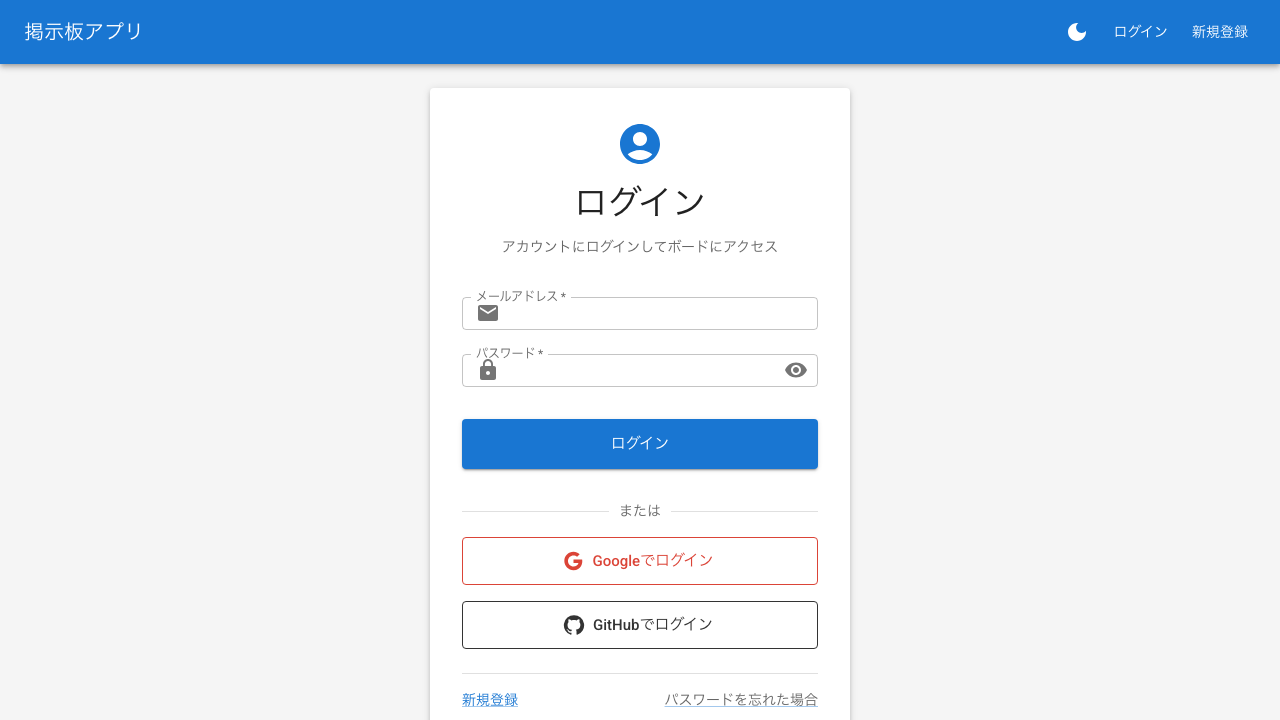 掲示板アプリ
ログイン
新規登録
ログイン
アカウントにログインしてボードにアクセス
メールアドレス *
パスワード *
ログイン
または
Googleでログイン
GitHubでログイン
新規登録
パスワードを忘れた場合